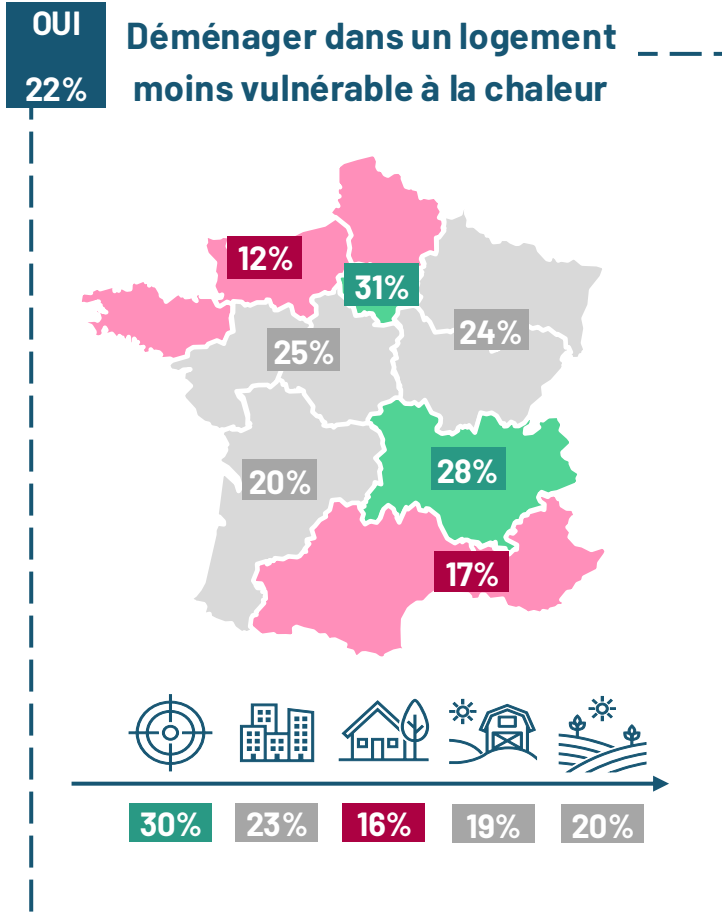 OUI
22%
Déménager dans un logement
moins vulnérable à la chaleur
12%
31%
24%
25%
28%
20%
17%
30% 23% 16% 19% 20%